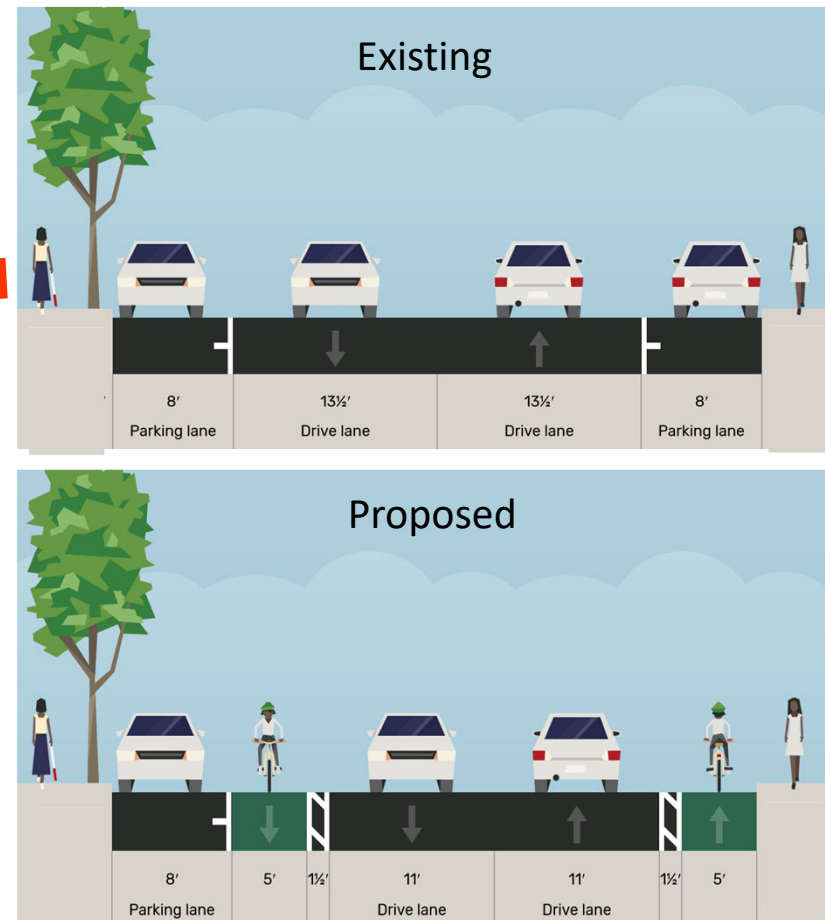 Existing
8′ 13½′ 13½′ 8′
Parking lane Drive lane Drive lane Parking lane
Proposed
8′ 5′ 1½′ 11′ 11′ 1½′ 5′
Parking lane Drive lane Drive lane